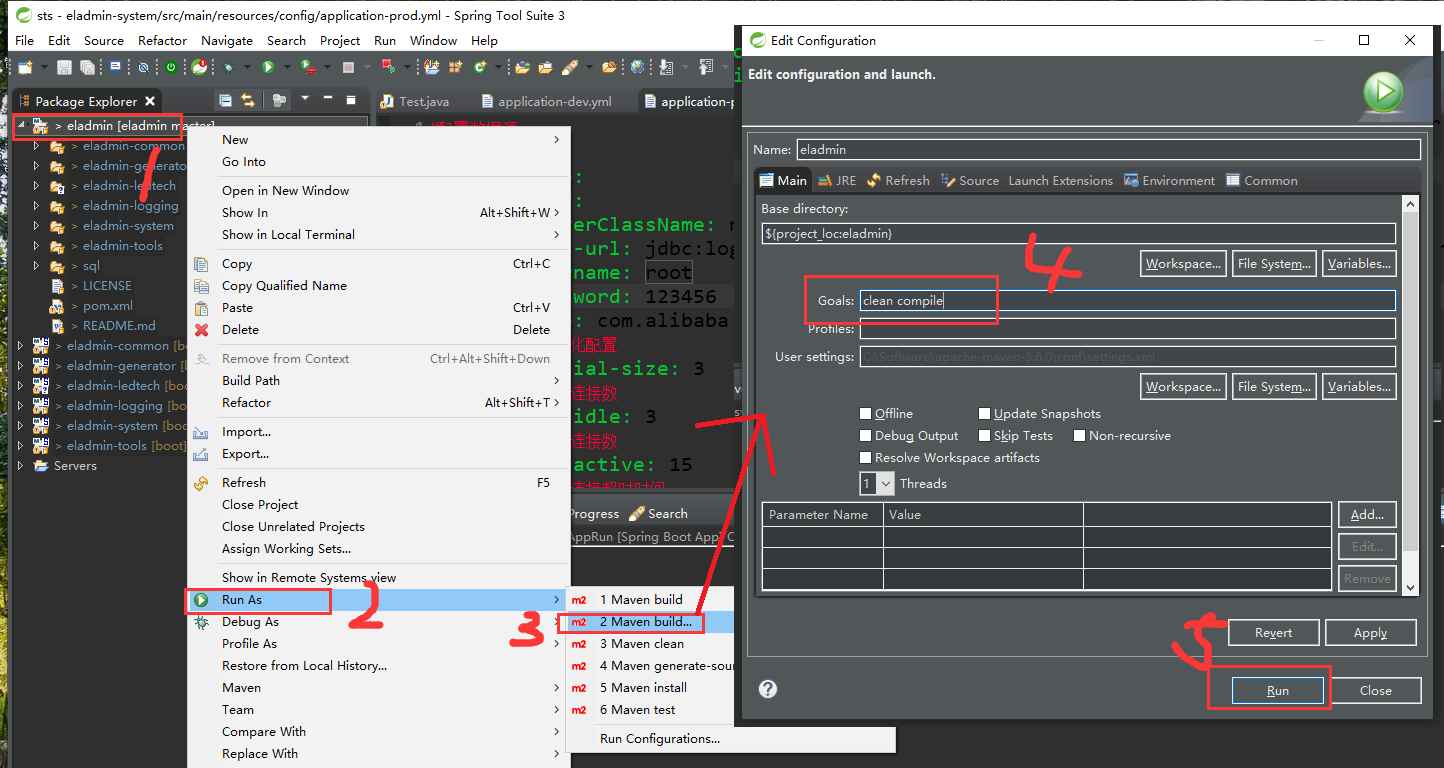 sts - eladmin-system/src/main/resources/config/application-prod.yml - Spring Tool Suite 3
File Edit Source Refactor Navigate Search Project Run Window Help
Package Explorer
Test.java
application-dev.yml
application-p
> eladmin [eladmin master]
> eladmin-common
> eladmin-generato
> eladmin-ledtech
> eladmin-logging
> eladmin-system
> eladmin-tools
> sql
> LICENSE
> pom.xml
> README.md
> eladmin-common [bo
> eladmin-generator [b
> eladmin-ledtech [boo
> eladmin-logging [bo
> eladmin-system [boo
> eladmin-tools [boot]
Servers
1
New
Go Into
Open in New Window
Show In Alt+Shift+W >
Show in Local Terminal
Copy Ctrl+C
Copy Qualified Name
Paste Ctrl+V
Delete Delete
Remove from Context Ctrl+Alt+Shift+Down
Build Path
Refactor Alt+Shift+T >
Import...
Export...
Refresh F5
Close Project
Close Unrelated Projects
Assign Working Sets...
Show in Remote Systems view
Run As
Debug As
Profile As
Restore from Local History...
Maven
Team
Compare With
Replace With
2
3
m2 1 Maven build
m2 2 Maven build...
m2 3 Maven clean
m2 4 Maven generate-sour
m2 5 Maven install
m2 6 Maven test
Run Configurations...
:
:
erClassName:
-url: jdbc:log
name: root
word: 123456
: com.alibaba.
化配置
ial-size: 3
连接数
idle: 3
连接数
active: 15
连接超时时间
Progress Search
AppRun [Spring Boot App] C
Edit Configuration
Edit configuration and launch.
Name: eladmin
Main JRE Refresh Source Launch Extensions Environment Common
Base directory:
${project_loc:eladmin}
4
Workspace... File System... Variables...
Goals: clean compile
Profiles:
User settings: C:\Software\apache-maven-3.6.0\conf\settings.xml
Workspace... File System... Variables...
Offline Update Snapshots
Debug Output Skip Tests Non-recursive
Resolve Workspace artifacts
1 Threads
Parameter Name Value
Add...
Edit...
Remove
5
Revert Apply
? Run Close